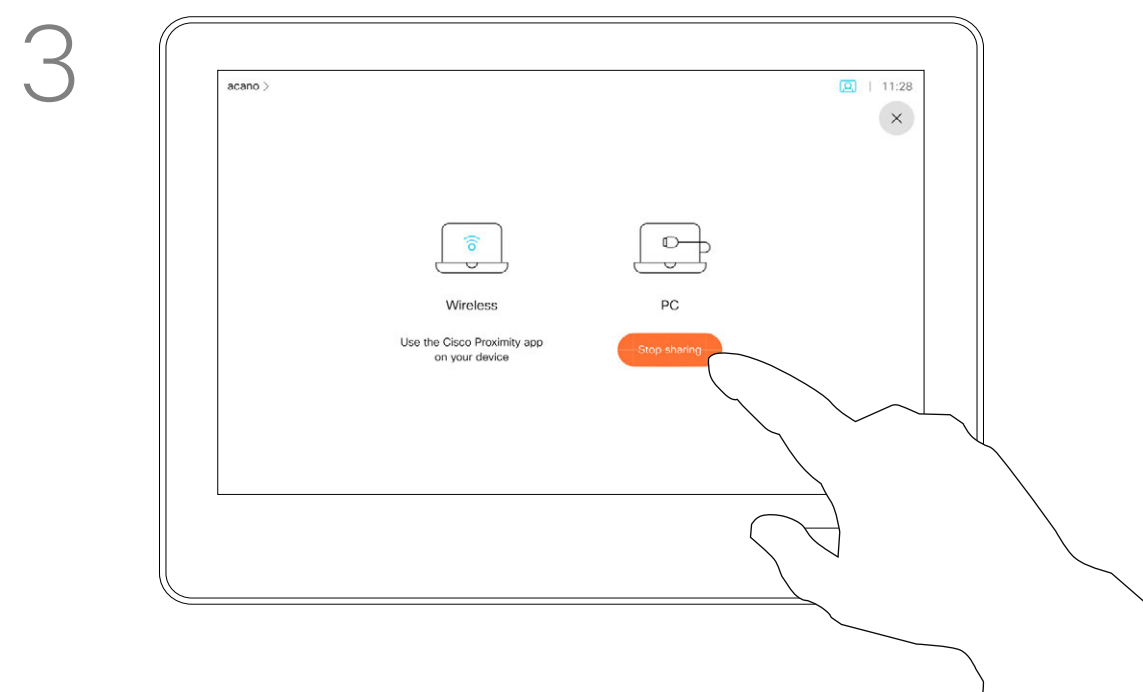 3
acano >
11:28
Wireless
PC
Use the Cisco Proximity app
on your device
Stop sharing